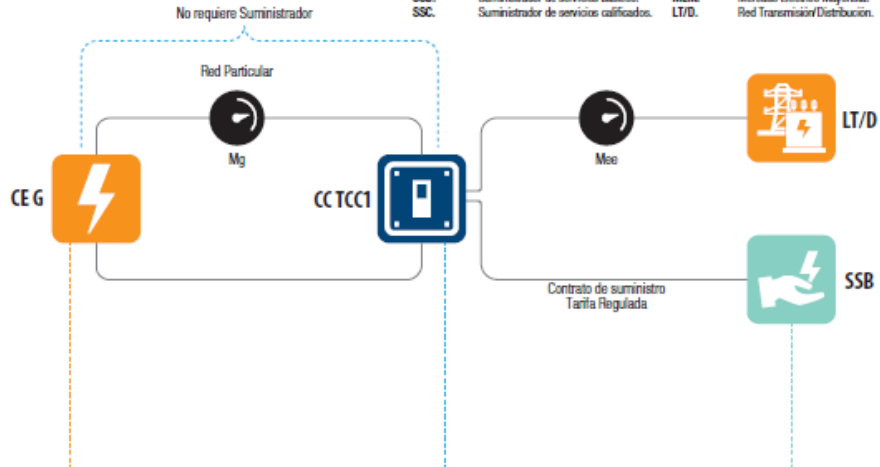 No requiere Suministrador
SSC. Suministrador de servicios calificados. LT/D. Red Transmisión/Distribución.
Red Particular
Mg
Mee
LT/D
CE G
CC TCC1
Contrato de suministro
Tarifa Regulada
SSB